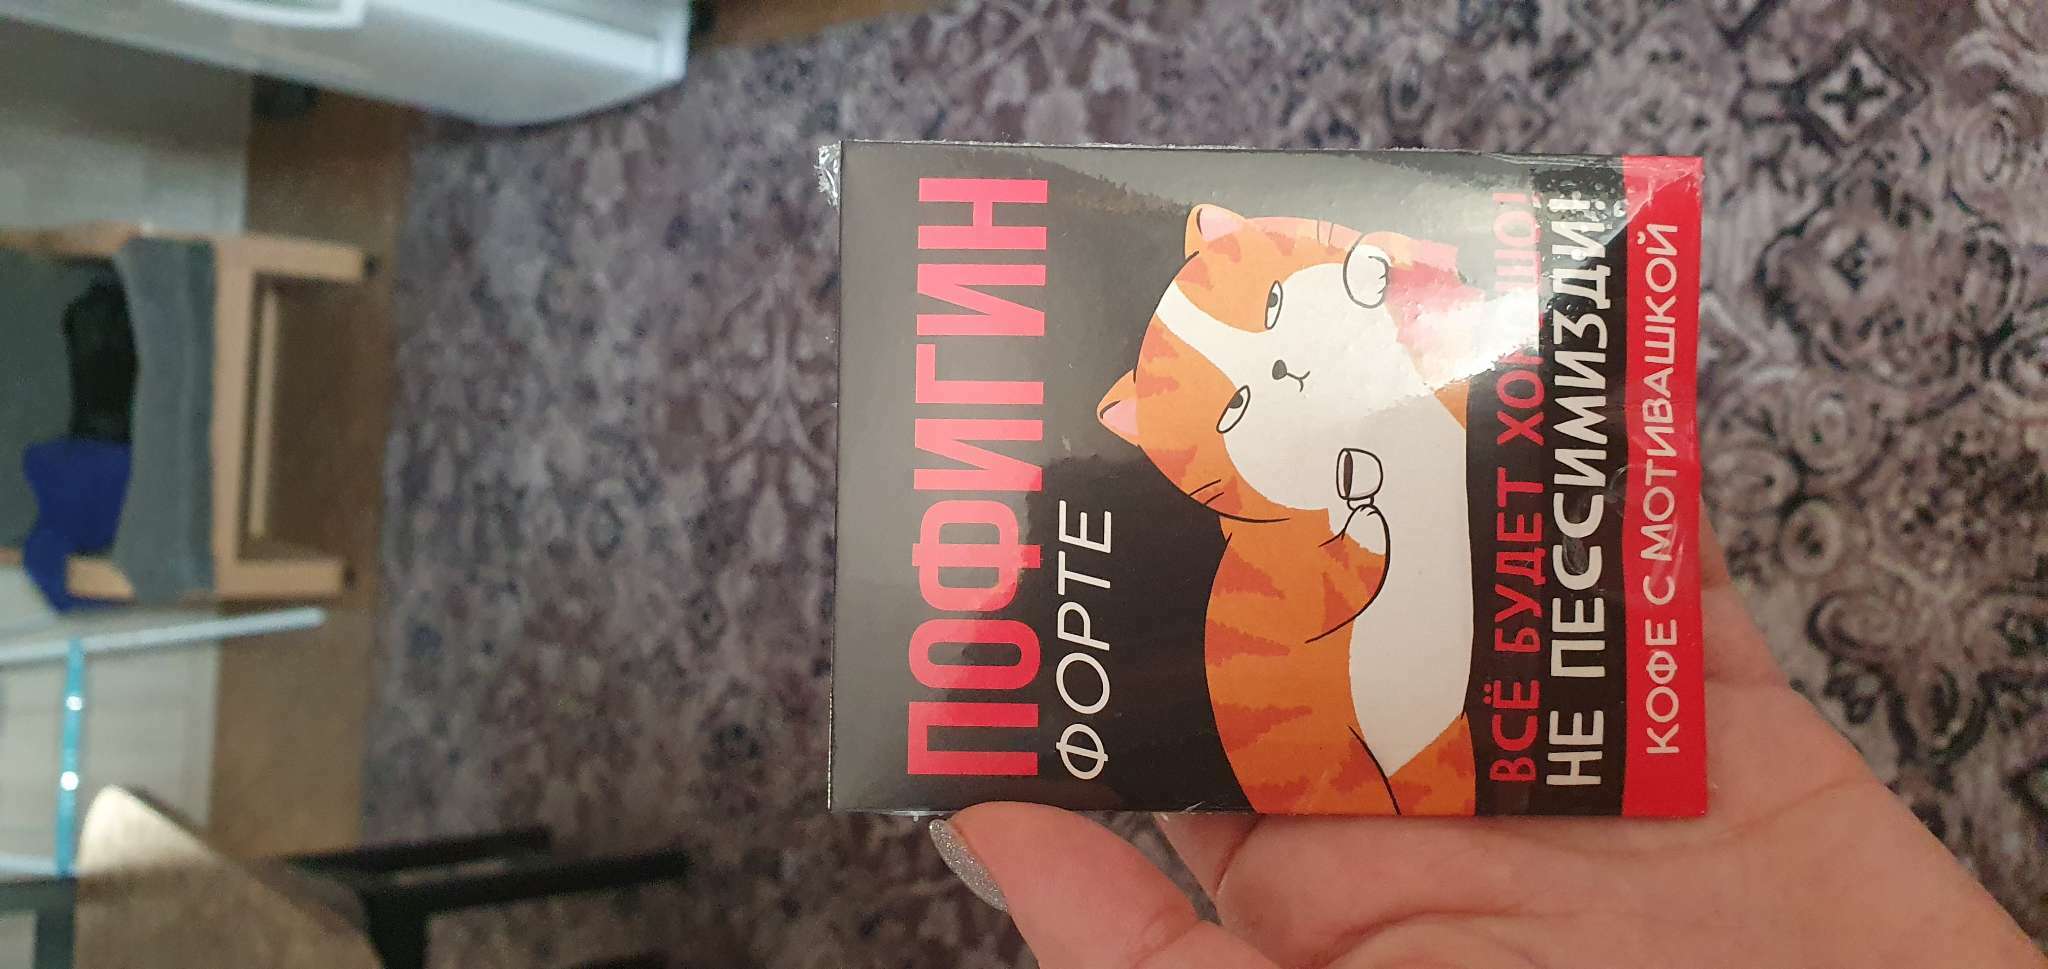 ПОФИГИН
ФОРТЕ
ВСЁ БУДЕТ ХОРОШО!
НЕ ПЕССИМИЗДИ!
КОФЕ С МОТИВАШКОЙ